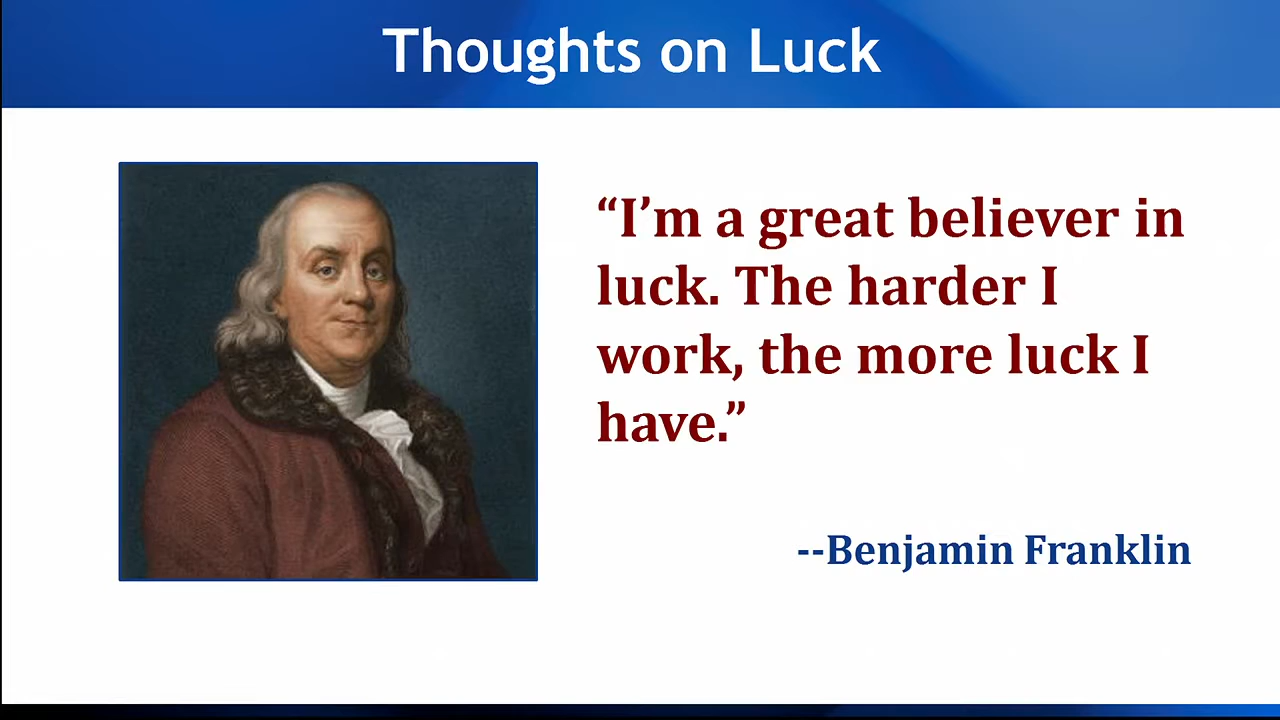 Thoughts on Luck
“I’m a great believer in
luck. The harder I
work, the more luck I
have.”
--Benjamin Franklin